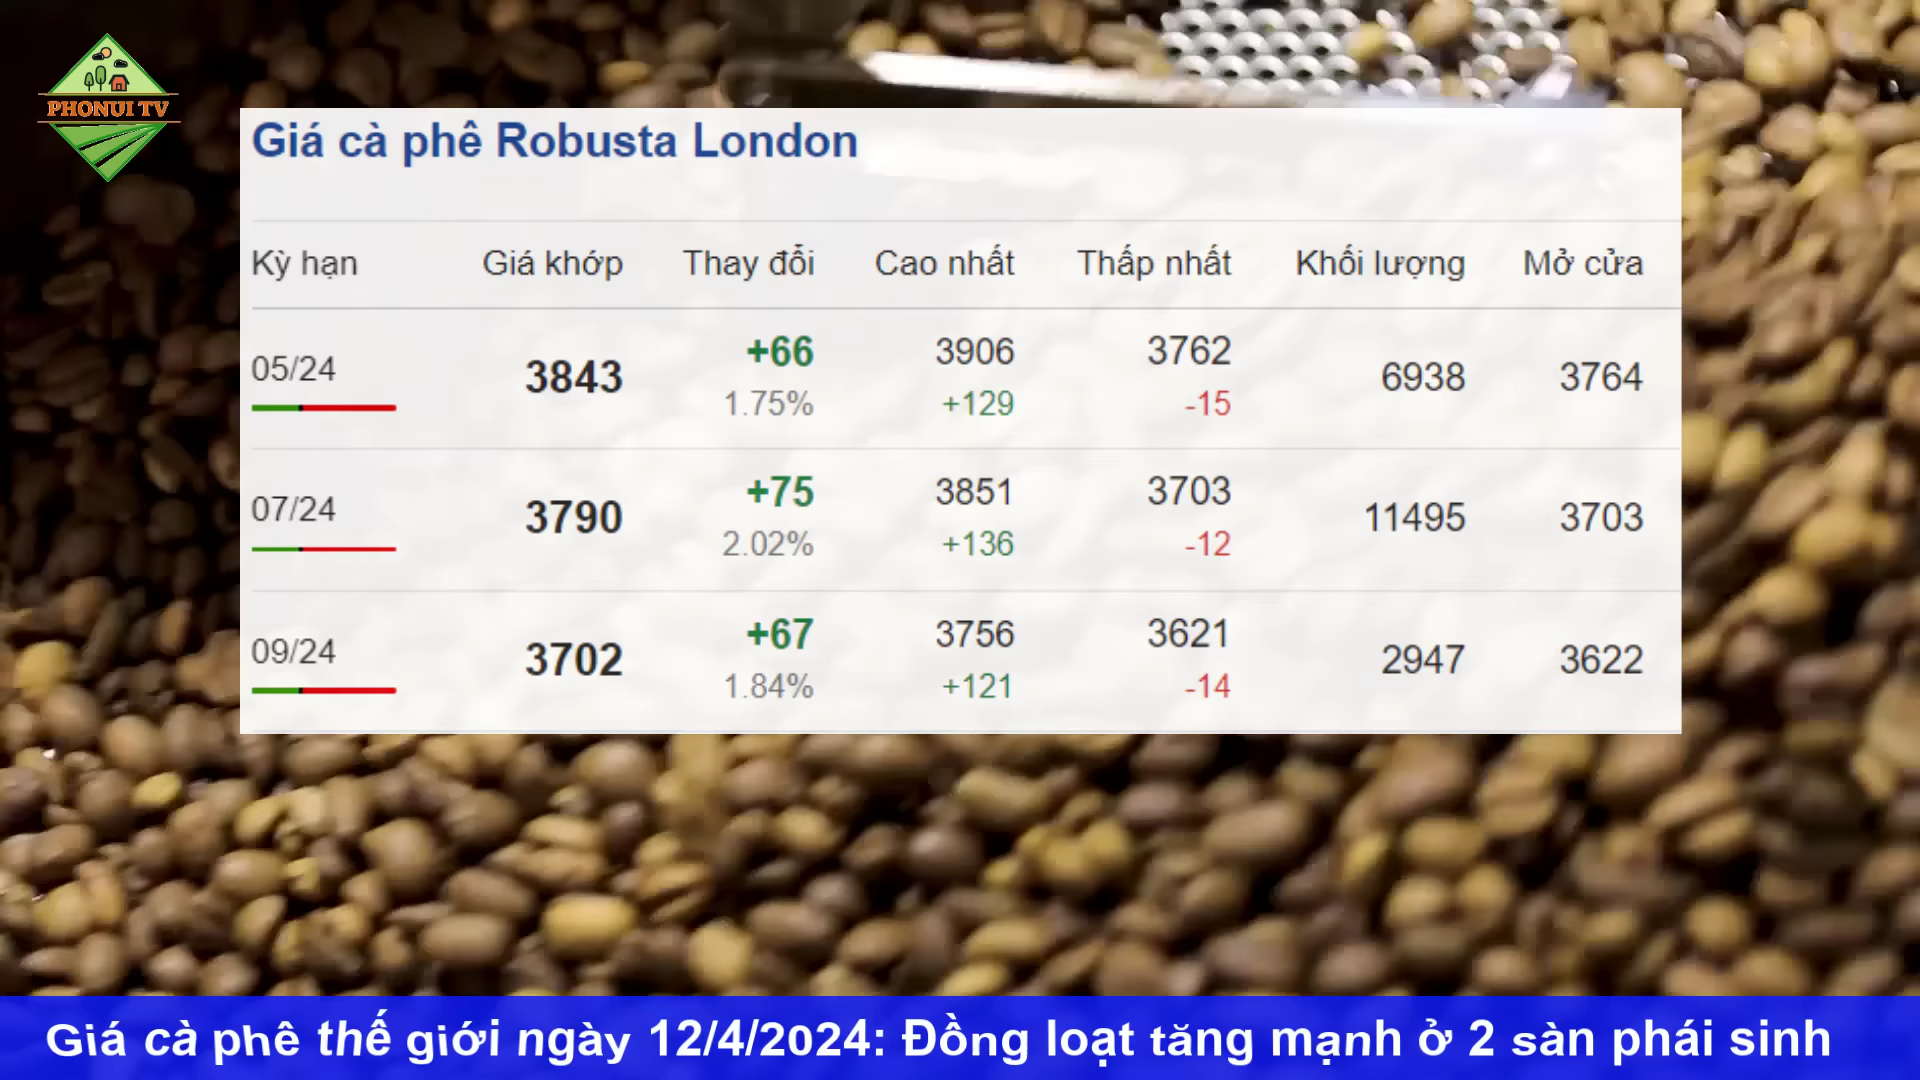 PHONUI TV
Giá cà phê Robusta London
Kỳ hạn Giá khớp Thay đổi Cao nhất Thấp nhất Khối lượng Mở cửa
05/24 3843 +66 3906 3762 6938 3764
1.75% +129 -15
07/24 3790 +75 3851 3703 11495 3703
2.02% +136 -12
09/24 3702 +67 3756 3621 2947 3622
1.84% +121 -14
Giá cà phê thế giới ngày 12/4/2024: Đồng loạt tăng mạnh ở 2 sàn phái sinh